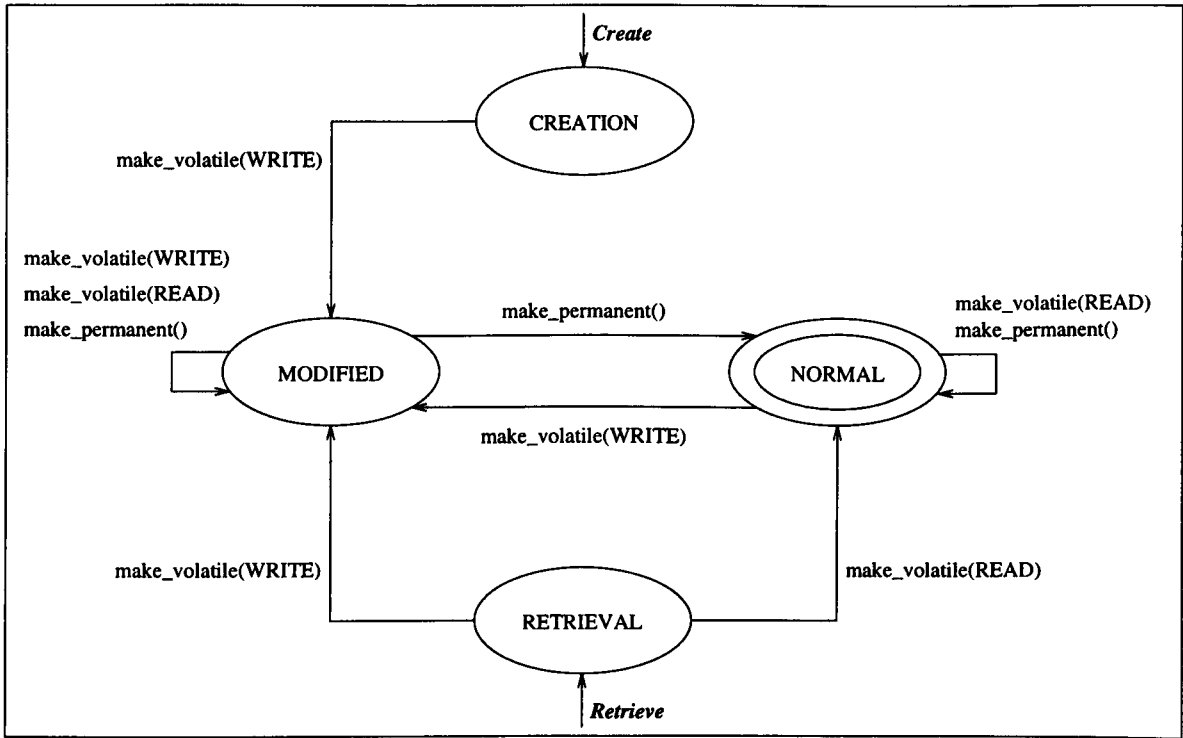 Create
CREATION
make_volatile(WRITE)
make_volatile(WRITE)
make_volatile(READ)
make_permanent()
make_permanent()
make_volatile(READ)
make_permanent()
MODIFIED
NORMAL
make_volatile(WRITE)
make_volatile(WRITE)
make_volatile(READ)
RETRIEVAL
Retrieve